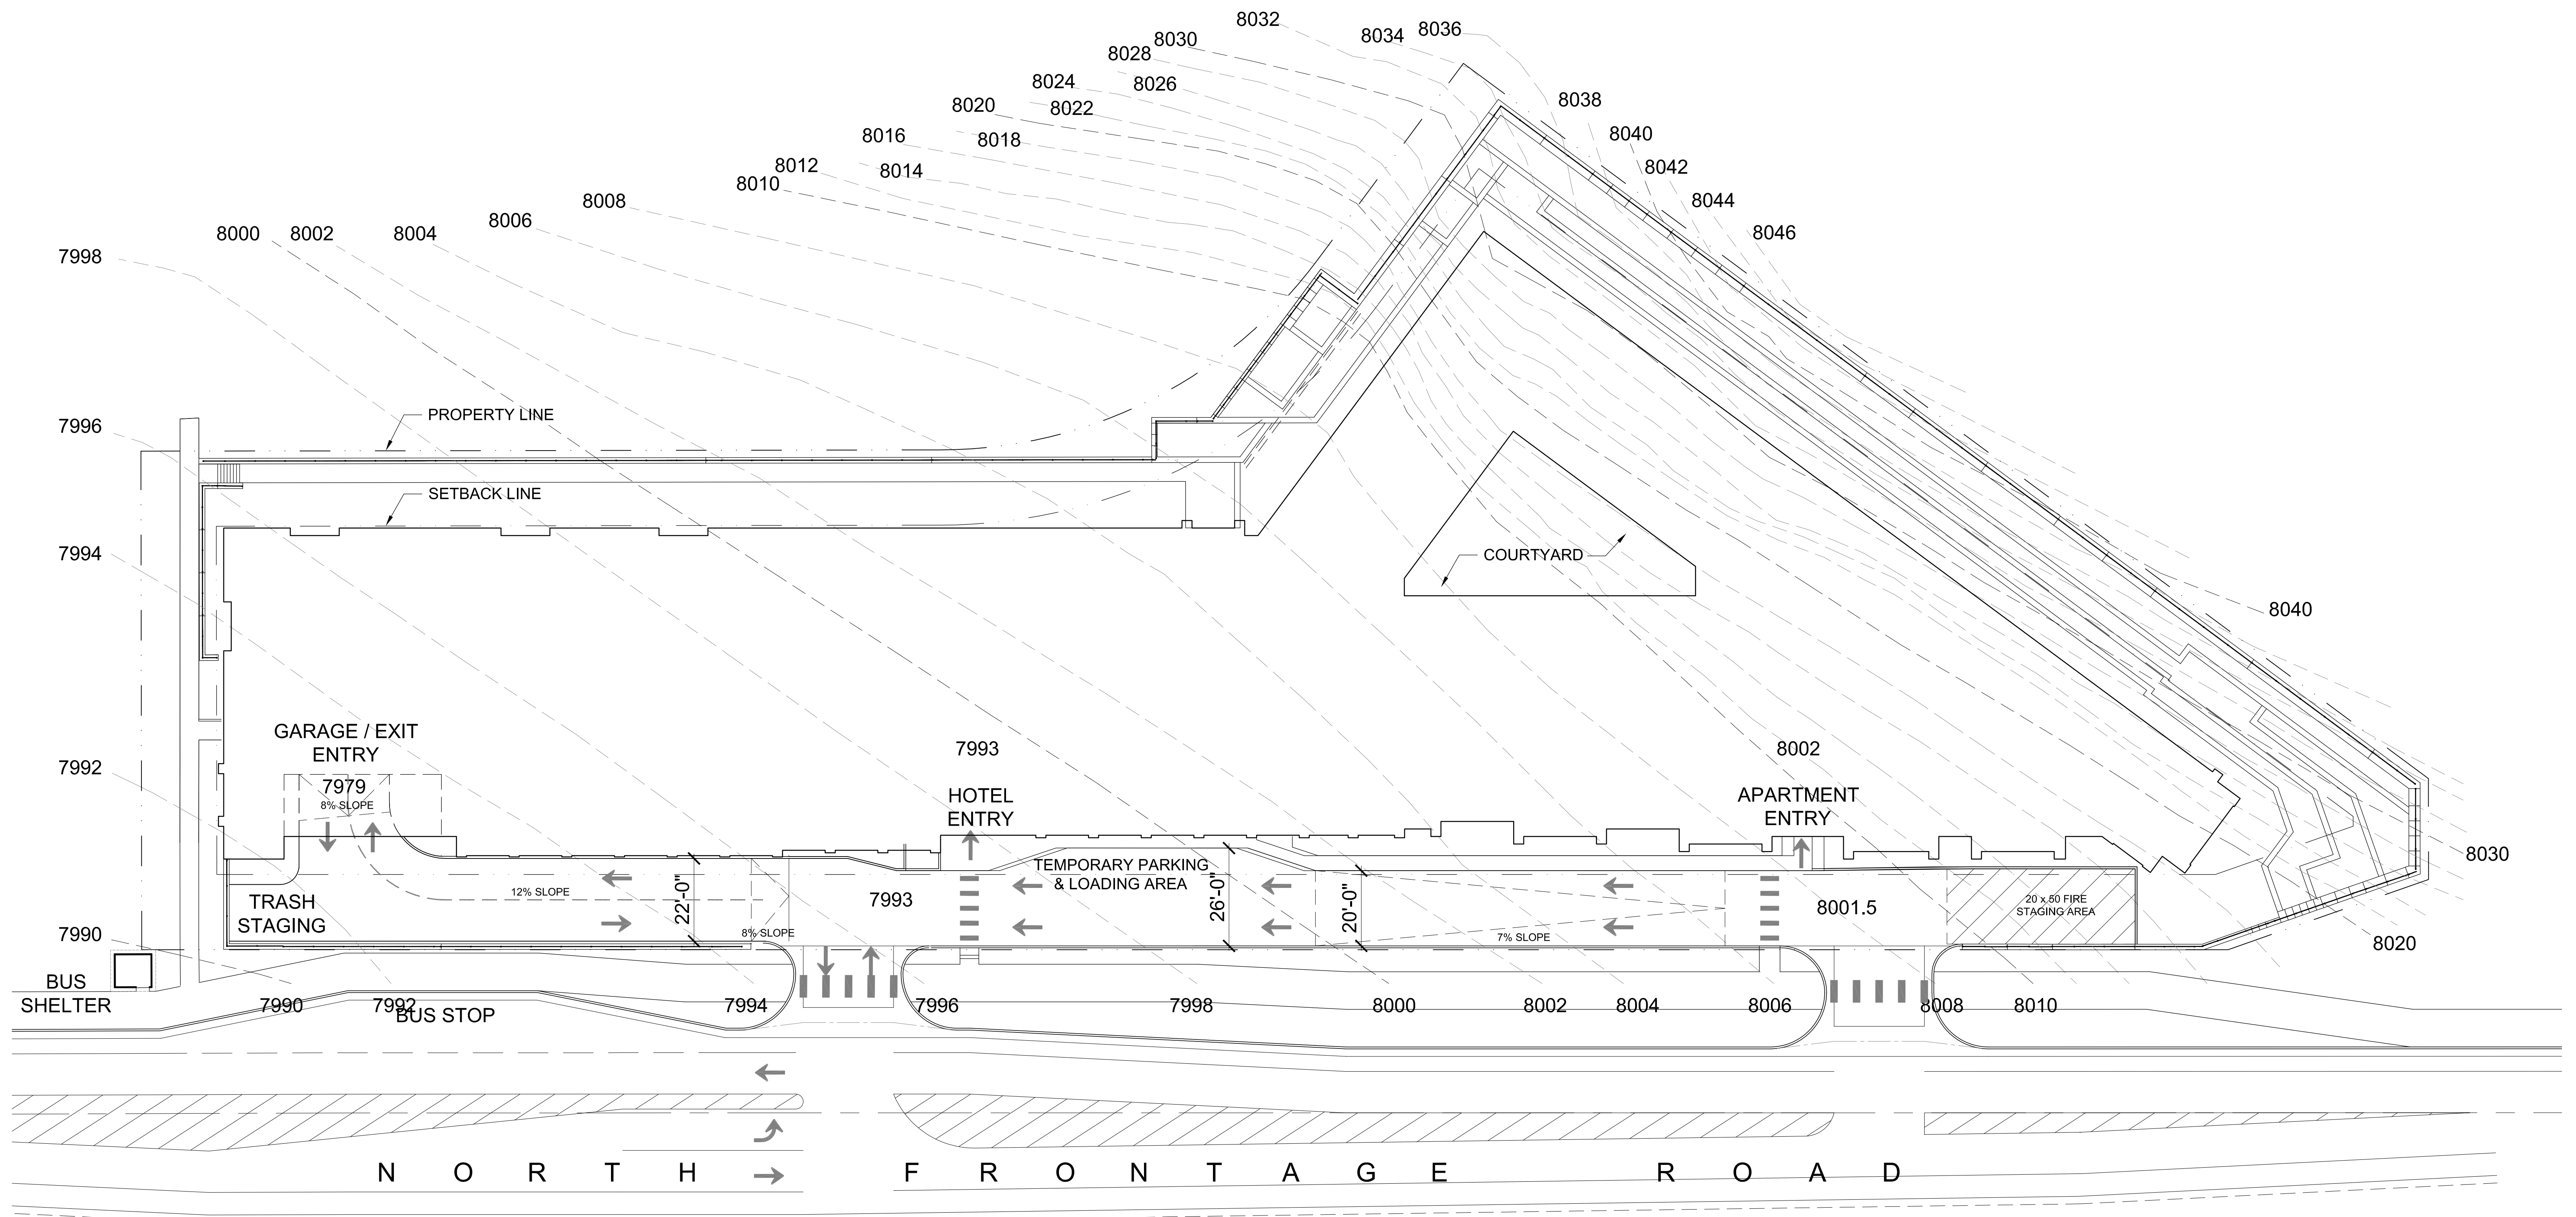 8032
8034
8036
8030
8028
8024
8026
8020
8022
8038
8016
8018
8040
8012
8014
8042
8010
8008
8044
8006
8000
8002
8004
8046
7998
7996
PROPERTY LINE
SETBACK LINE
7994
COURTYARD
8040
GARAGE / EXIT
ENTRY
7979
8% SLOPE
7992
7993
HOTEL
ENTRY
8002
APARTMENT
ENTRY
8030
TEMPORARY PARKING
& LOADING AREA
12% SLOPE
TRASH
STAGING
22'-0"
7993
26'-0"
20'-0"
8001.5
20 x 50 FIRE
STAGING AREA
8% SLOPE
7% SLOPE
7990
8020
BUS
SHELTER
7990
7992
BUS STOP
7994
7996
7998
8000
8002
8004
8006
8008
8010
NORTH FRONTAGE ROAD